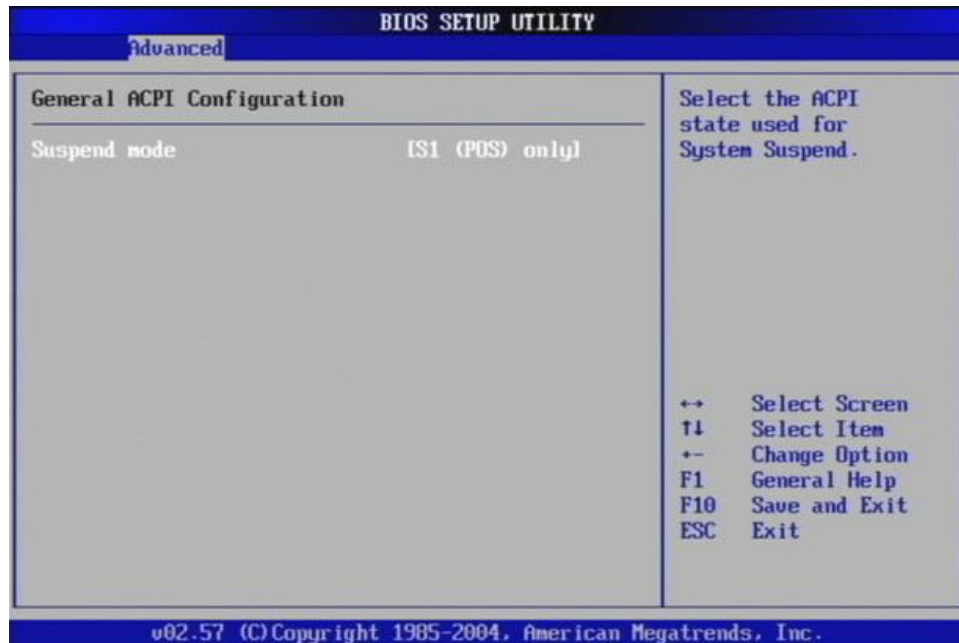 BIOS SETUP UTILITY
Advanced
General ACPI Configuration
Suspend mode [S1 (POS) only]
Select the ACPI
state used for
System Suspend.
↔ Select Screen
↑↓ Select Item
+- Change Option
F1 General Help
F10 Save and Exit
ESC Exit
v02.57 (C)Copyright 1985-2004, American Megatrends, Inc.